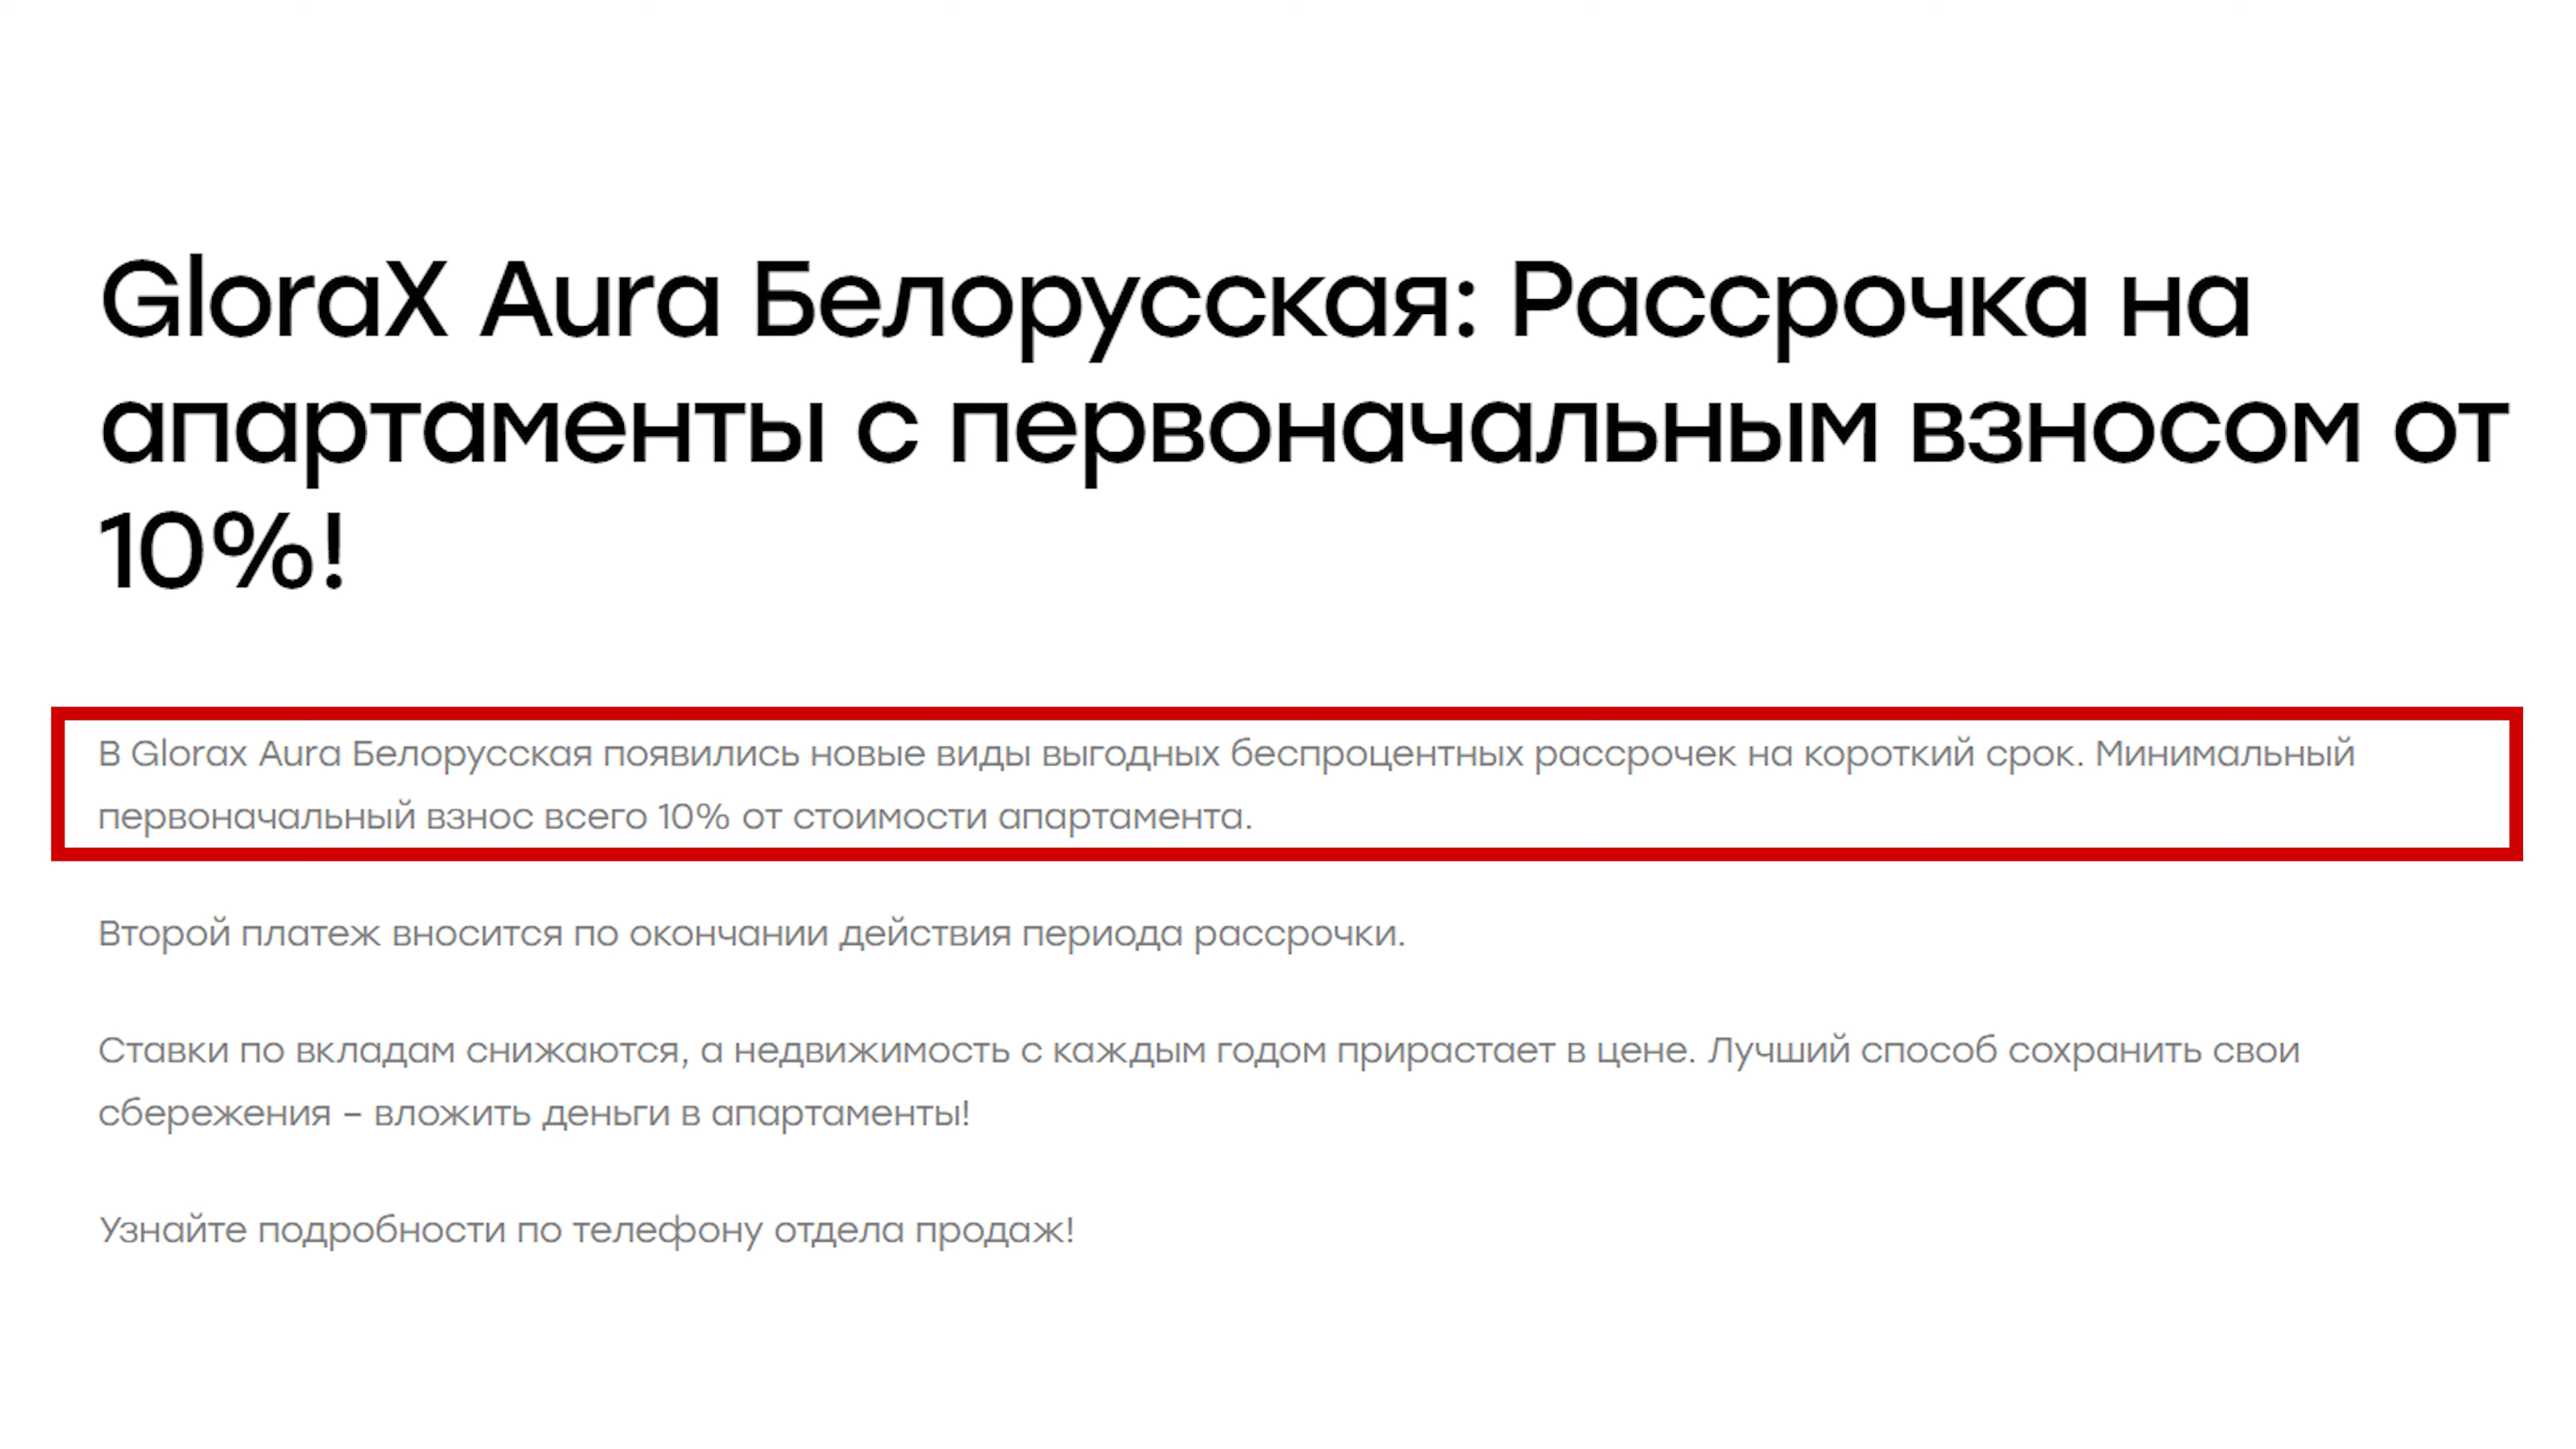 GloraX Aura Белорусская: Рассрочка на
апартаменты с первоначальным взносом от
10%!
В Glorax Aura Белорусская появились новые виды выгодных беспроцентных рассрочек на короткий срок. Минимальный
первоначальный взнос всего 10% от стоимости апартамента.
Второй платеж вносится по окончании действия периода рассрочки.
Ставки по вкладам снижаются, а недвижимость с каждым годом прирастает в цене. Лучший способ сохранить свои
сбережения – вложить деньги в апартаменты!
Узнайте подробности по телефону отдела продаж!